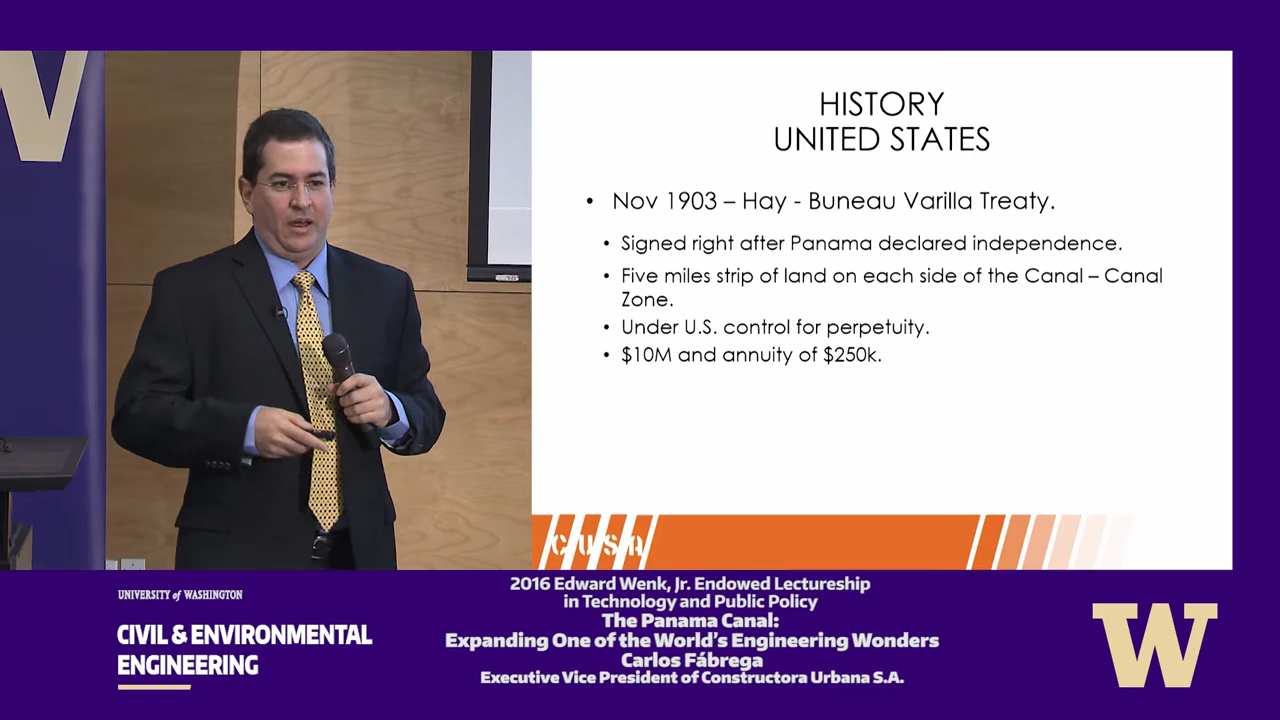 HISTORY
UNITED STATES
• Nov 1903 – Hay - Buneau Varilla Treaty.
• Signed right after Panama declared independence.
• Five miles strip of land on each side of the Canal – Canal
Zone.
• Under U.S. control for perpetuity.
• $10M and annuity of $250k.
CUSA
UNIVERSITY of WASHINGTON
CIVIL & ENVIRONMENTAL
ENGINEERING
2016 Edward Wenk, Jr. Endowed Lectureship
in Technology and Public Policy
The Panama Canal:
Expanding One of the World's Engineering Wonders
Carlos Fábrega
Executive Vice President of Constructora Urbana S.A.
W
W